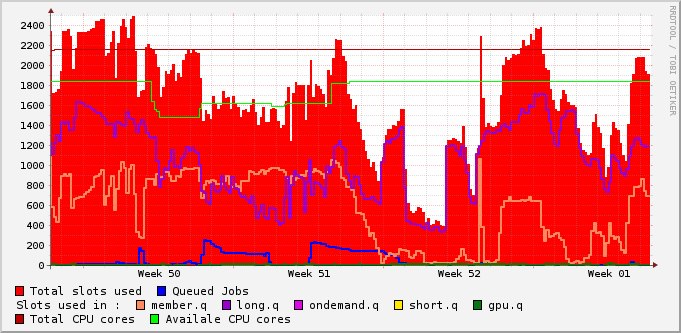 2400
2200
2000
1800
1600
1400
1200
1000
800
600
400
200
0
Week 50 Week 51 Week 52 Week 01
RRDTOOL / TOBI OETIKER
Total slots used Queued Jobs
Slots used in : member.q long.q ondemand.q short.q gpu.q
Total CPU cores Availale CPU cores